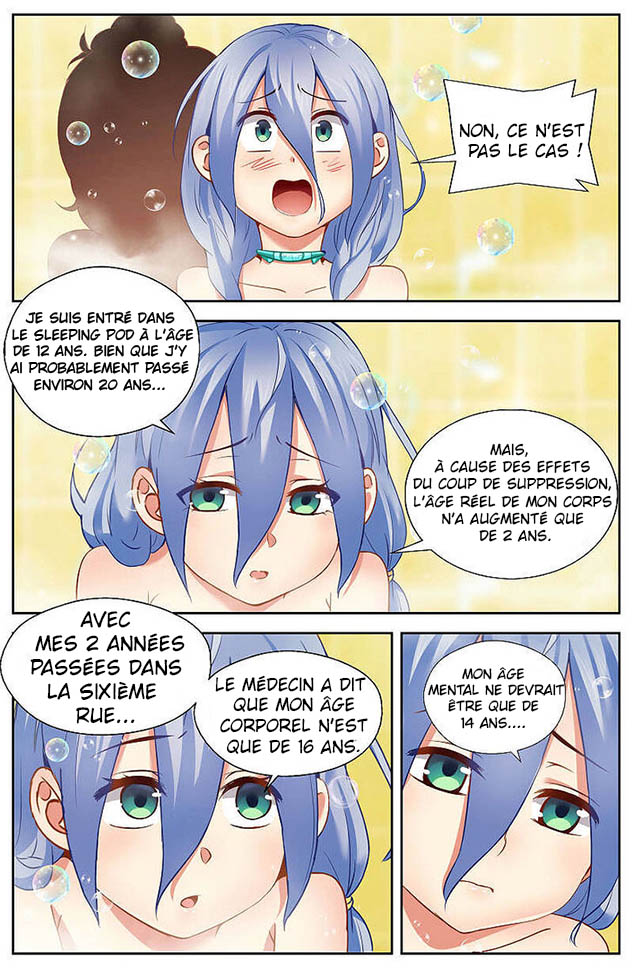 NON, CE N'EST
PAS LE CAS !
JE SUIS ENTRÉ DANS
LE SLEEPING POD À L'ÂGE
DE 12 ANS. BIEN QUE J'Y
AI PROBABLEMENT PASSÉ
ENVIRON 20 ANS...
MAIS,
À CAUSE DES EFFETS
DU COUP DE SUPPRESSION,
L'ÂGE RÉEL DE MON CORPS
N'A AUGMENTÉ QUE
DE 2 ANS.
AVEC
MES 2 ANNÉES
PASSÉES DANS
LA SIXIÈME
RUE...
LE MÉDECIN A DIT
QUE MON ÂGE
CORPOREL N'EST
QUE DE 16 ANS.
MON ÂGE
MENTAL NE DEVRAIT
ÊTRE QUE DE
14 ANS....